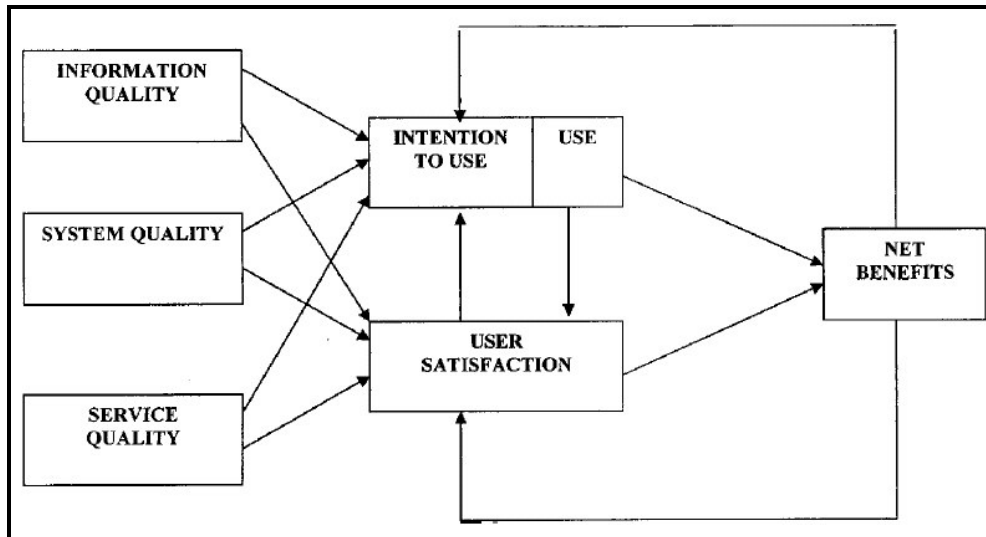 INFORMATION
QUALITY
SYSTEM QUALITY
SERVICE
QUALITY
INTENTION
TO USE
USE
USER
SATISFACTION
NET
BENEFITS